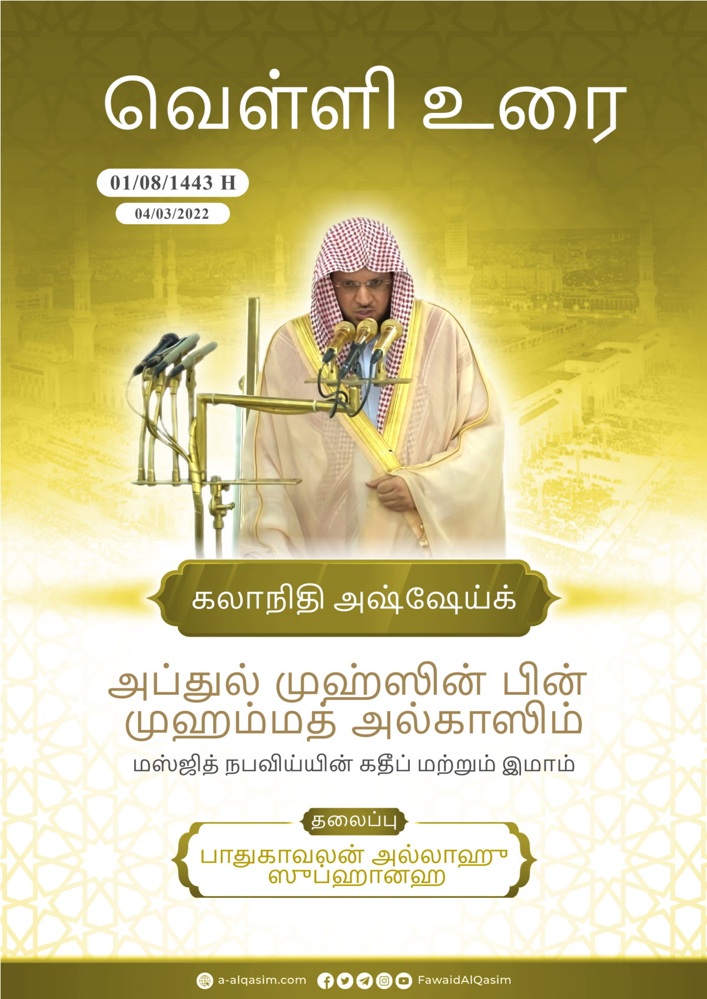 வெள்ளி உரை
01/08/1443 H
04/03/2022
கலாநிதி அஷ்ஷேய்க்
அப்துல் முஹ்ஸின் பின்
முஹம்மத் அல்காஸிம்
மஸ்ஜித் நபவிய்யின் கதீப் மற்றும் இமாம்
தலைப்பு
பாதுகாவலன் அல்லாஹு
ஸுப்ஹானஹ
a-alqasim.com FawaidAlQasim